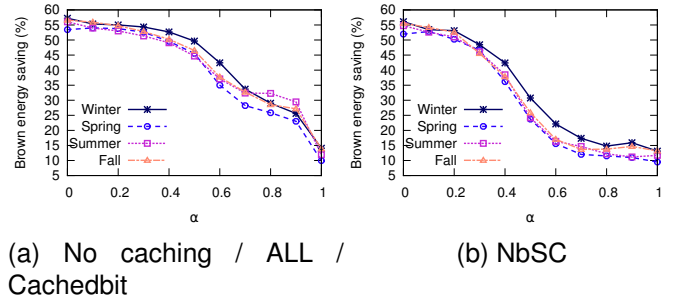 Brown energy saving (%)
60
55
50
45
40
35
30
25
20
15
10
5
Winter
Spring
Summer
Fall
0 0.2 0.4 0.6 0.8 1
α
(a) No caching / ALL /
Cachedbit
Brown energy saving (%)
60
55
50
45
40
35
30
25
20
15
10
5
Winter
Spring
Summer
Fall
0 0.2 0.4 0.6 0.8 1
α
(b) NbSC